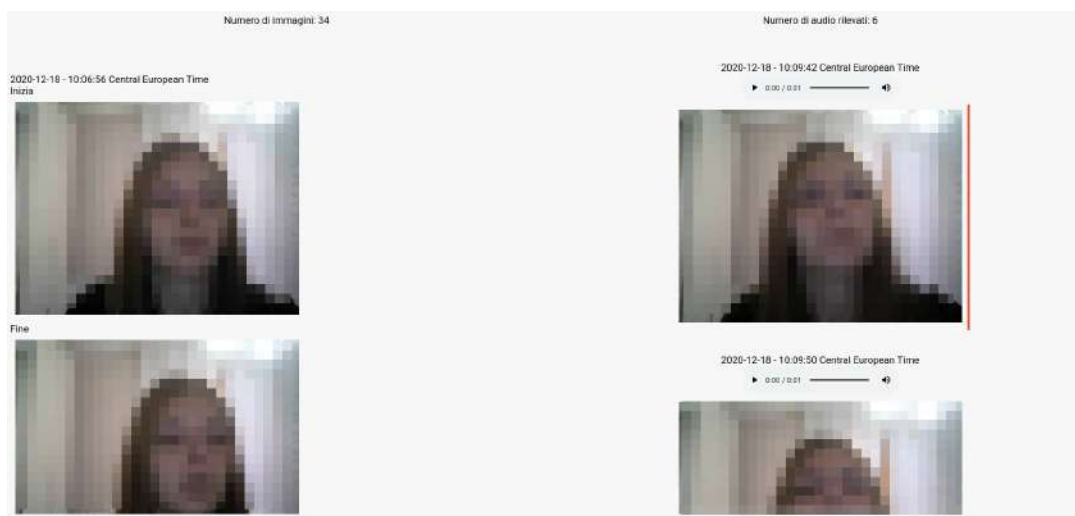 Numero di immagini: 34
Numero di audio rilevati: 6
2020-12-18 - 10:06:56 Central European Time
Inizia
Fine
2020-12-18 - 10:09:42 Central European Time
0:00 / 0:01
2020-12-18 - 10:09:50 Central European Time
0:00 / 0:01